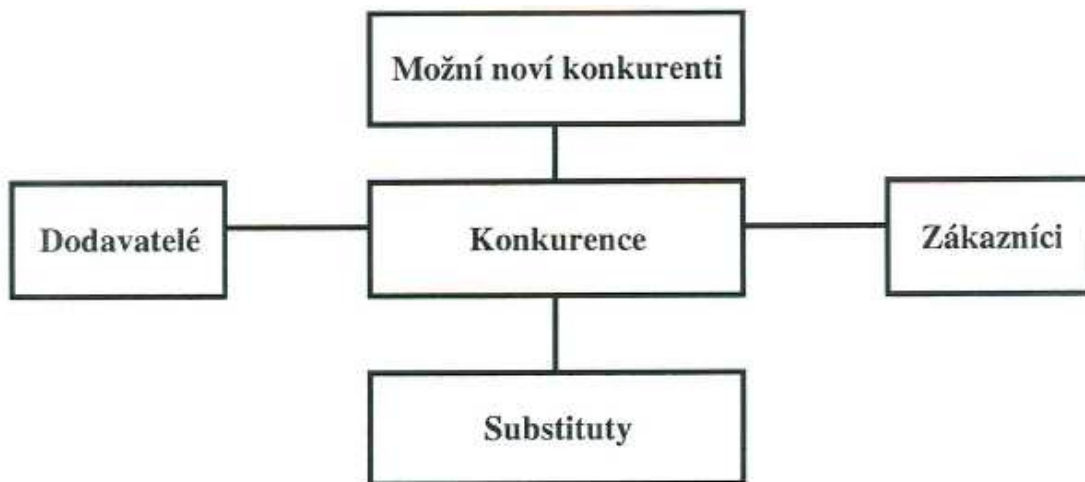 Možní noví konkurenti
Dodavatelé
Konkurence
Zákazníci
Substituty